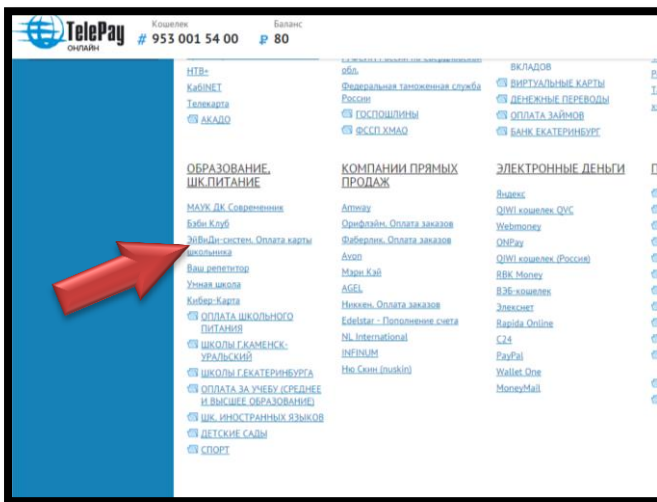 TelePay
ОНЛАЙН
Кошелек
# 953 001 54 00
Баланс
₽ 80
НТВ+
КабiNET
Телекарта
АКАДО
обл.
Федеральная таможенная служба
России
ГОСПОШЛИНЫ
ФССП ХМАО
ВКЛАДОВ
ВИРТУАЛЬНЫЕ КАРТЫ
ДЕНЕЖНЫЕ ПЕРЕВОДЫ
ОПЛАТА ЗАЙМОВ
БАНК ЕКАТЕРИНБУРГ
ОБРАЗОВАНИЕ,
ШК.ПИТАНИЕ
МАУК ДК Современник
Бэби Клуб
ЭйВиДи-систем. Оплата карты
школьника
Ваш репетитор
Умная школа
Кибер-Карта
ОПЛАТА ШКОЛЬНОГО
ПИТАНИЯ
ШКОЛЫ Г.КАМЕНСК-
УРАЛЬСКИЙ
ШКОЛЫ Г.ЕКАТЕРИНБУРГА
ОПЛАТА ЗА УЧЕБУ (СРЕДНЕЕ
И ВЫСШЕЕ ОБРАЗОВАНИЕ)
ШК. ИНОСТРАННЫХ ЯЗЫКОВ
ДЕТСКИЕ САДЫ
СПОРТ
КОМПАНИИ ПРЯМЫХ
ПРОДАЖ
Amway
Орифлэйм. Оплата заказов
Фаберлик. Оплата заказов
Avon
Мэри Кэй
AGEL
Никкен. Оплата заказов
Edelstar - Пополнение счета
NL International
INFINUM
Ню Скин (nuskin)
ЭЛЕКТРОННЫЕ ДЕНЬГИ
Яндекс
QIWI кошелек QVC
Webmoney
ONPay
QIWI кошелек (Россия)
RBK Money
ВЭБ-кошелек
Элекснет
Rapida Online
C24
PayPal
Wallet One
MoneyMail